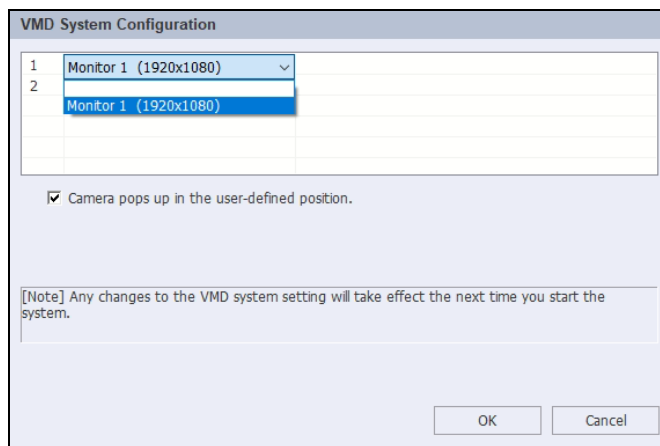 VMD System Configuration
1 Monitor 1 (1920x1080)
2
Monitor 1 (1920x1080)
Camera pops up in the user-defined position.
[Note] Any changes to the VMD system setting will take effect the next time you start the
system.
OK Cancel